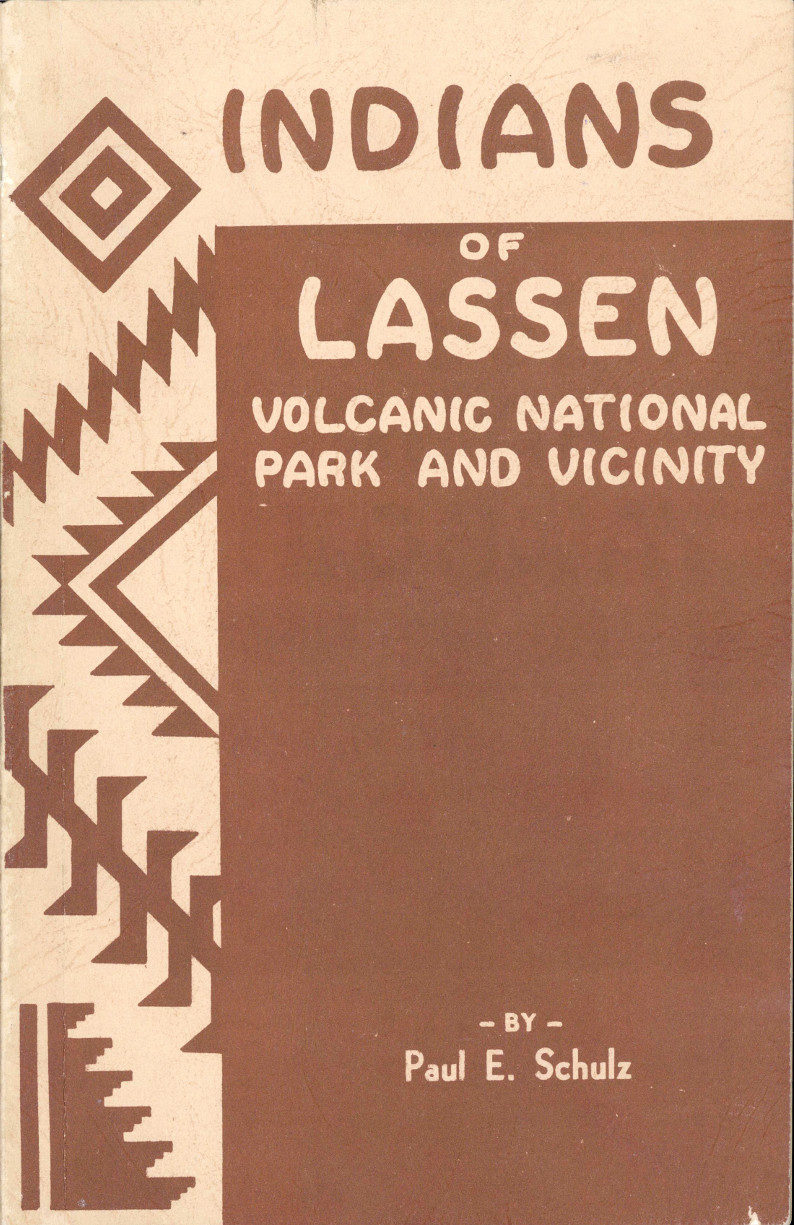 INDIANS
OF
LASSEN
VOLCANIC NATIONAL
PARK AND VICINITY
- BY -
Paul E. Schulz